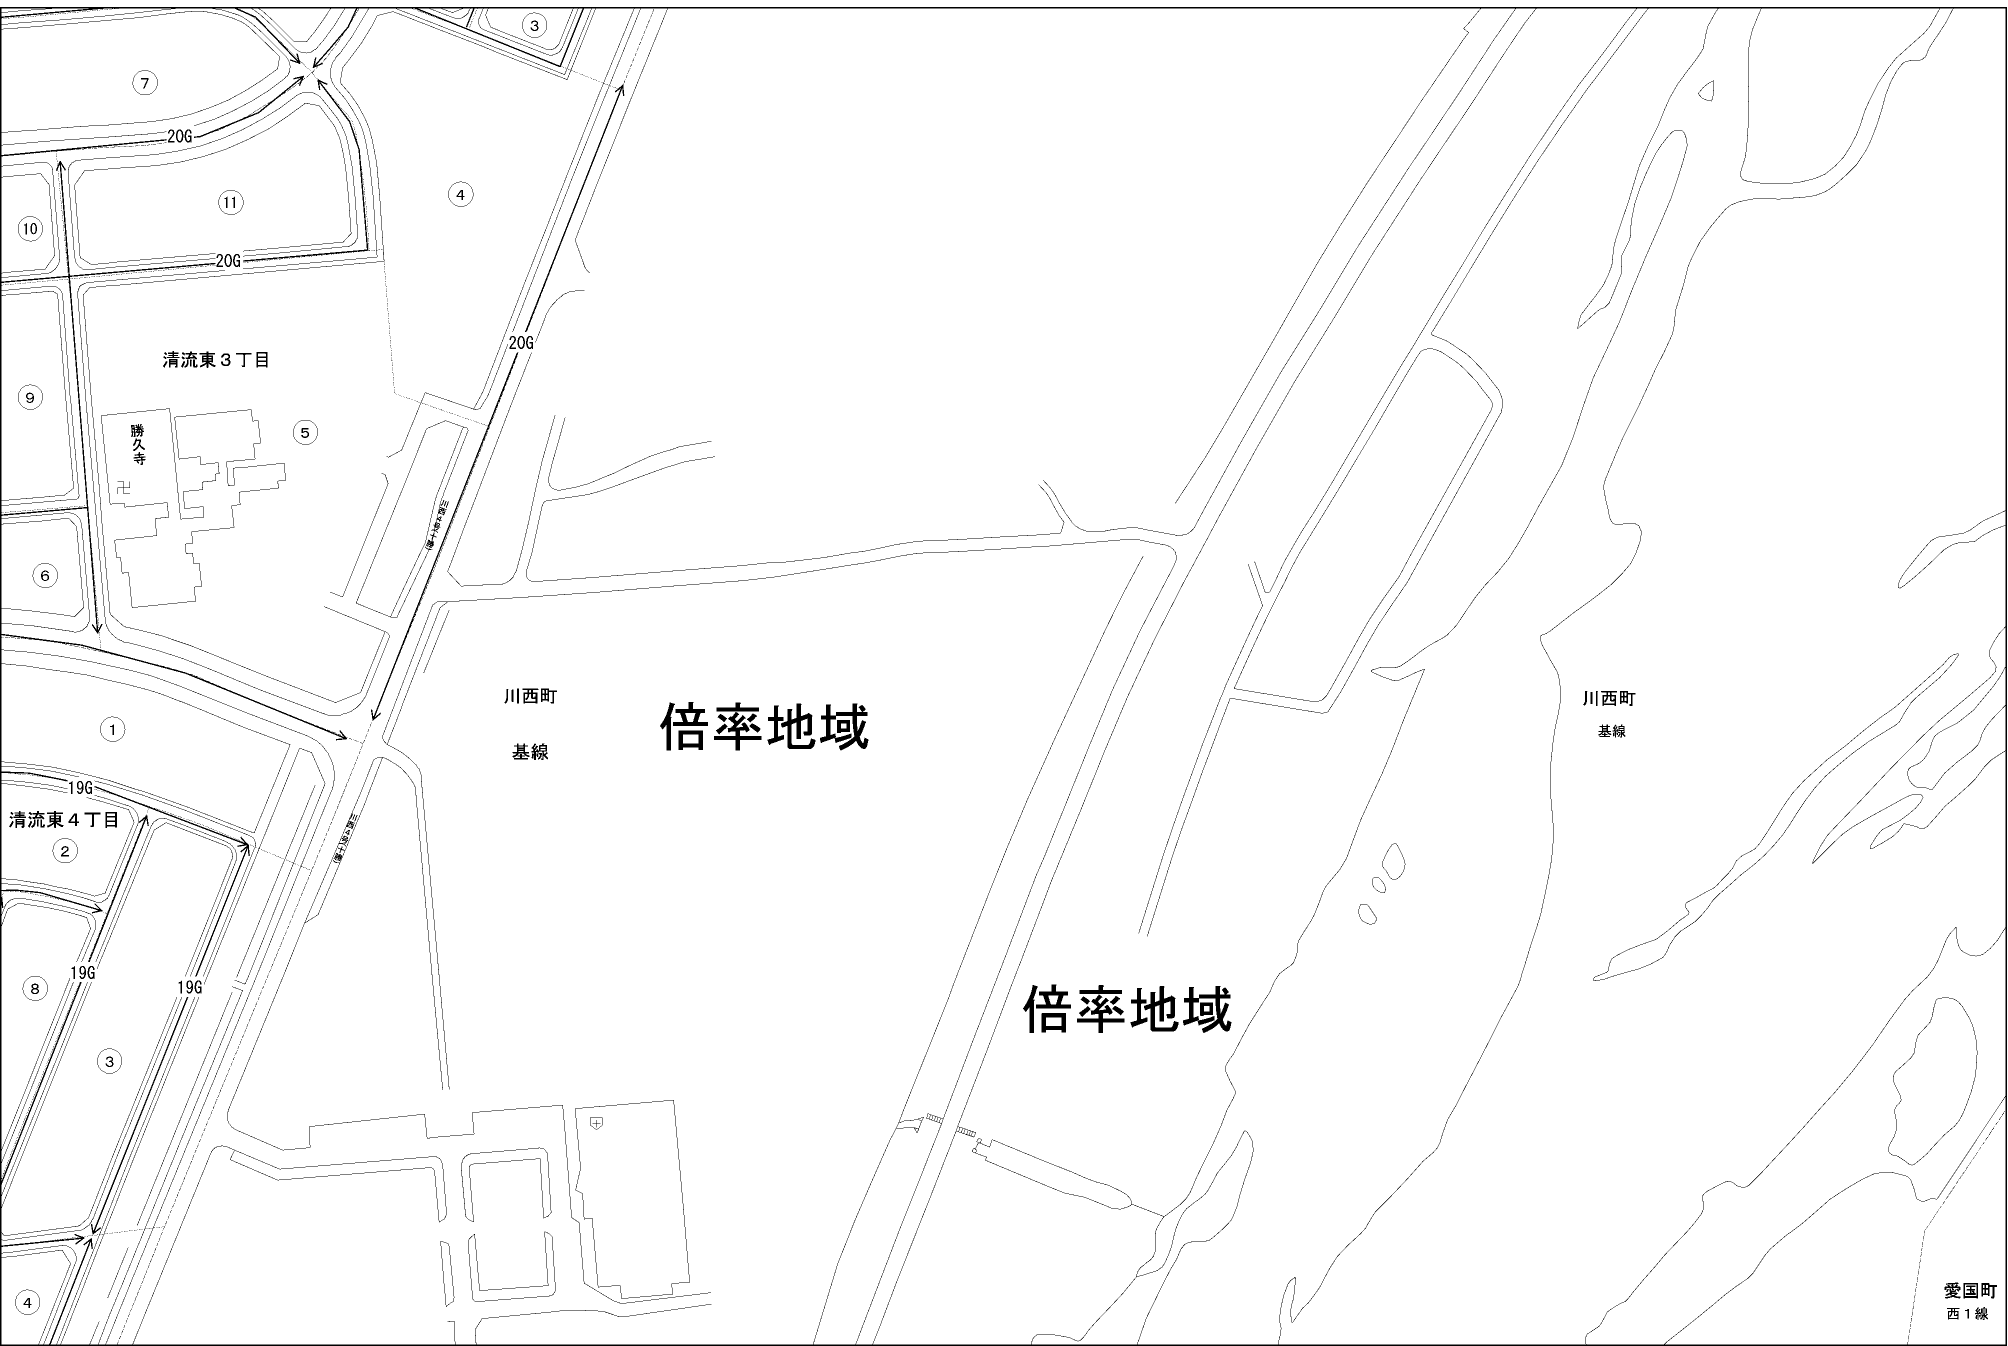 ③
⑦
20G
④
⑪
⑩
20G
20G
清流東３丁目
⑨
勝久寺
⑤
⑥
川西町
基線
倍率地域
川西町
基線
①
19G
清流東４丁目
②
19G
19G
⑧
倍率地域
③
④
愛国町
西１線